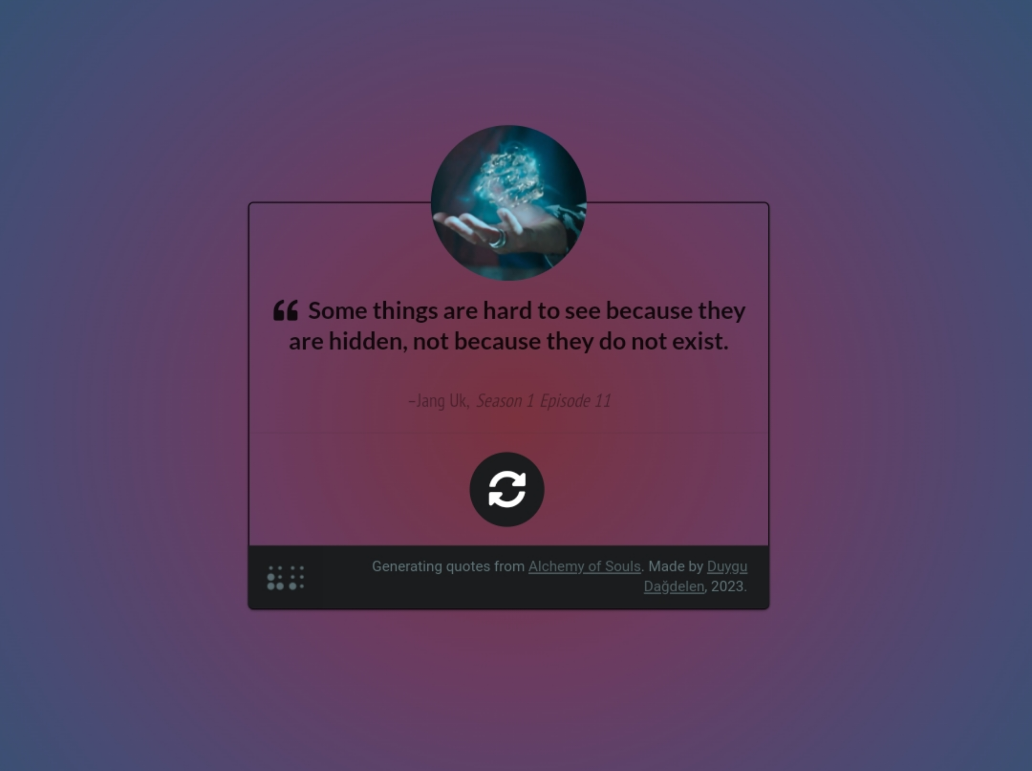 ❝ Some things are hard to see because they
are hidden, not because they do not exist.
–Jang Uk, Season 1 Episode 11
Generating quotes from Alchemy of Souls. Made by Duygu
Dağdelen, 2023.